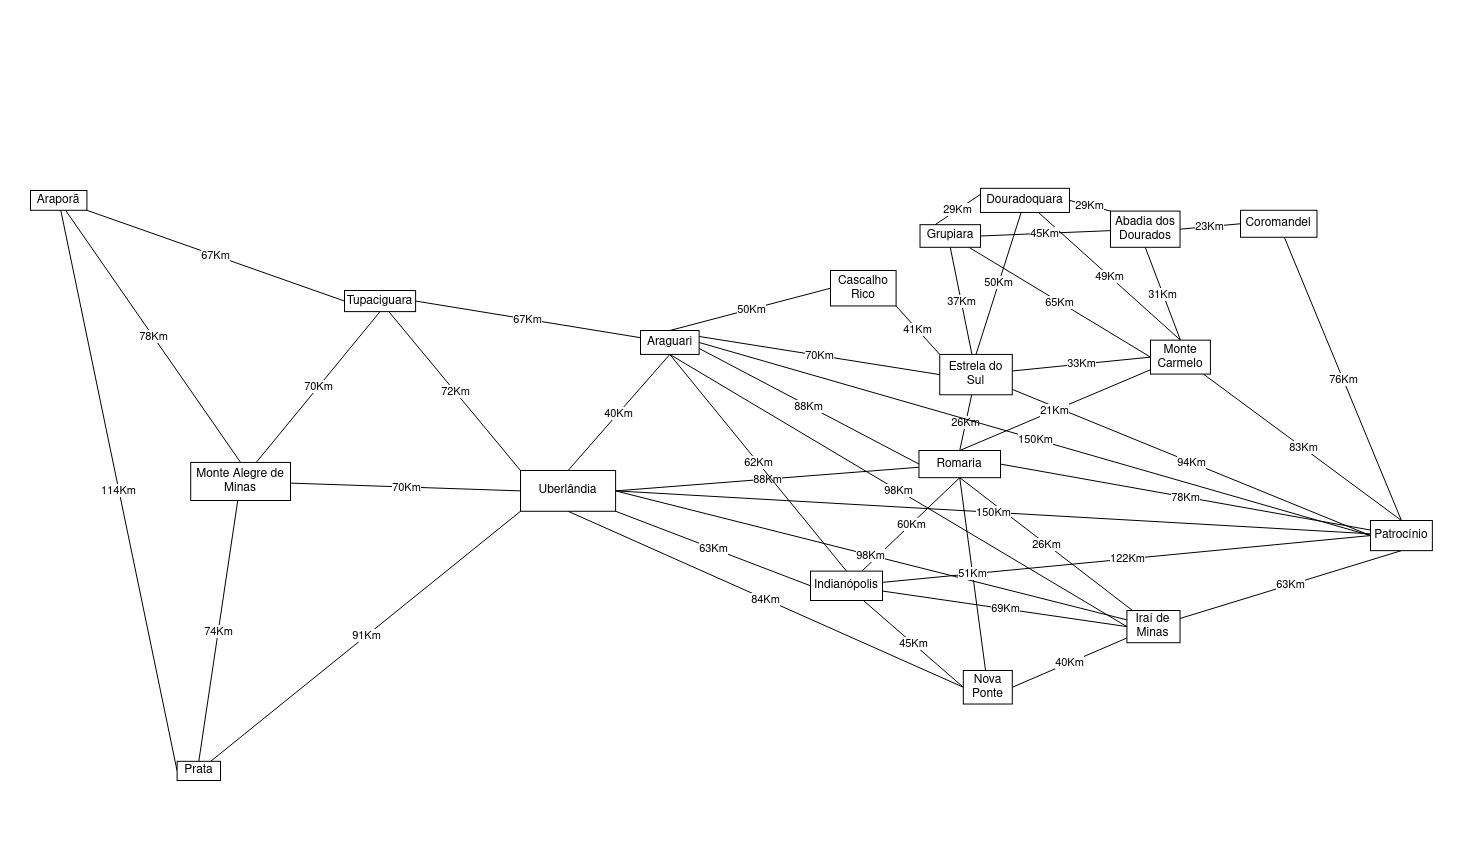 Araporã
Douradoquara
29Km
29Km
Abadia dos
Dourados
Coromandel
23Km
Grupiara
45Km
67Km
Cascalho
Rico
50Km
49Km
31Km
Tupaciguara
37Km
65Km
50Km
67Km
41Km
78Km
Araguari
70Km
Estrela do
Sul
33Km
Monte
Carmelo
70Km
72Km
76Km
40Km
88Km
21Km
26Km
150Km
83Km
Monte Alegre de
Minas
62Km
Romaria
94Km
88Km
114Km
70Km
Uberlândia
98Km
78Km
150Km
60Km
Patrocínio
63Km
26Km
98Km
122Km
51Km
Indianópolis
63Km
84Km
69Km
74Km
91Km
45Km
Iraí de
Minas
40Km
Nova
Ponte
Prata